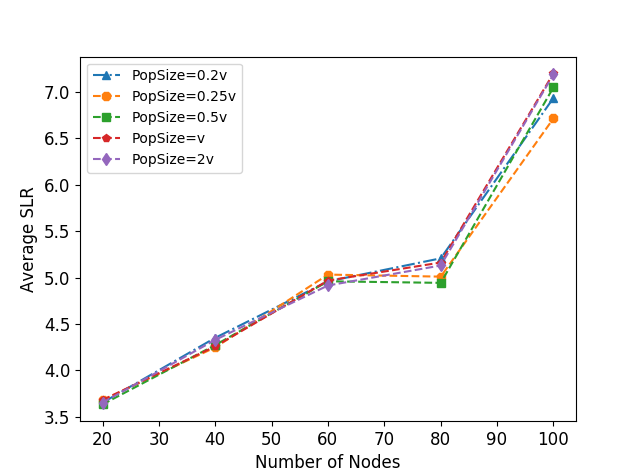 PopSize=0.2v
PopSize=0.25v
PopSize=0.5v
PopSize=v
PopSize=2v
7.0
6.5
6.0
5.5
5.0
4.5
4.0
3.5
Average SLR
20 30 40 50 60 70 80 90 100
Number of Nodes